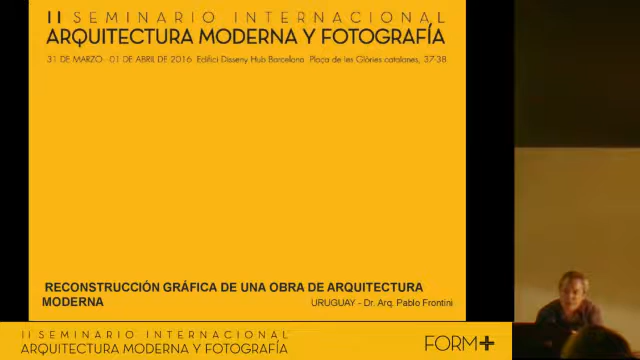 II SEMINARIO INTERNACIONAL
ARQUITECTURA MODERNA Y FOTOGRAFÍA
31 DE MARZO - 01 DE ABRIL DE 2016 Edifici Disseny Hub Barcelona Plaça de les Glòries catalanes, 37-38
RECONSTRUCCIÓN GRÁFICA DE UNA OBRA DE ARQUITECTURA
MODERNA
URUGUAY - Dr. Arq. Pablo Frontini
II SEMINARIO INTERNACIONAL
ARQUITECTURA MODERNA Y FOTOGRAFÍA
FORM+